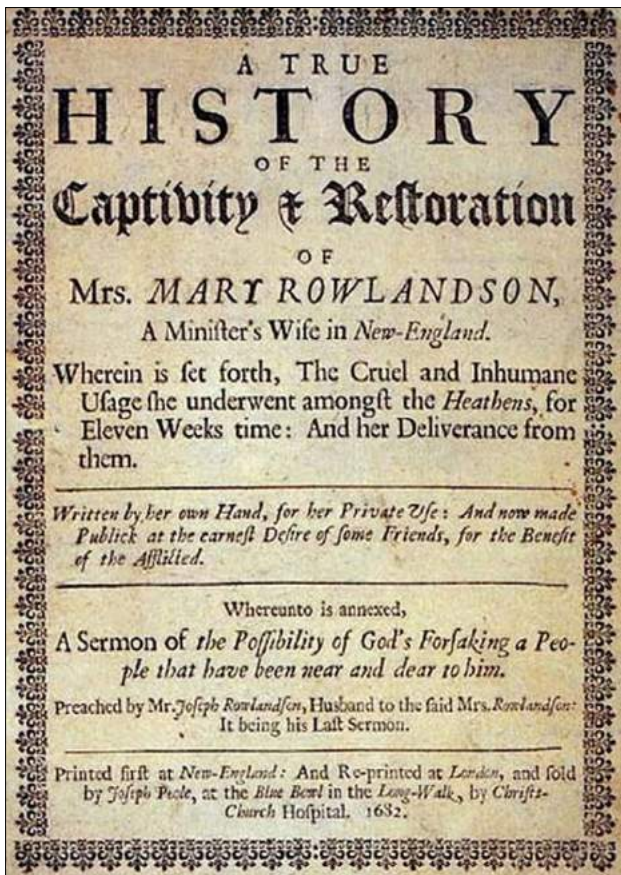 A TRUE
HISTORY
OF THE
Captivity & Reſtoration
OF
Mrs. MARY ROWLANDSON,
A Miniſter's Wife in New-England.
Wherein is ſet forth, The Cruel and Inhumane
Uſage ſhe underwent amongſt the Heathens, for
Eleven Weeks time: And her Deliverance from
them.
Written by her own Hand, for her Private Uſe: And now made
Publick at the earneſt Deſire of ſome Friends, for the Benefit
of the Afflicted.
Whereunto is annexed,
A Sermon of the Poſſibility of God's Forſaking a Peo-
ple that have been near and dear to him.
Preached by Mr. Joſeph Rowlandſon, Husband to the ſaid Mrs. Rowlandſon:
It being his Laſt Sermon.
Printed firſt at New-England: And Re-printed at London, and ſold
by Joſeph Poole, at the Blue Bowl in the Long-Walk, by Chriſts-
Church Hoſpital. 1682.